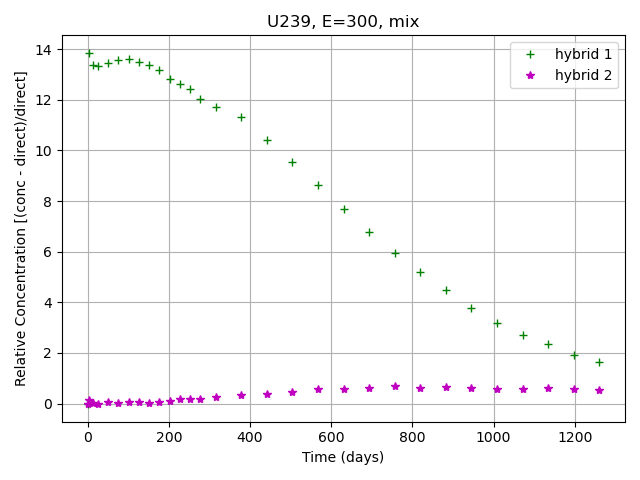 U239, E=300, mix
Relative Concentration [(conc - direct)/direct]
14
12
10
8
6
4
2
0
hybrid 1
hybrid 2
0 200 400 600 800 1000 1200
Time (days)